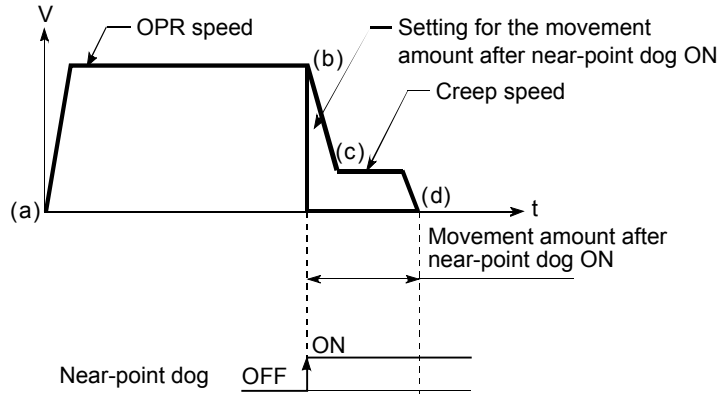 V
OPR speed
Setting for the movement
amount after near-point dog ON
(b)
Creep speed
(c)
(a)
(d)
t
Movement amount after
near-point dog ON
ON
Near-point dog
OFF